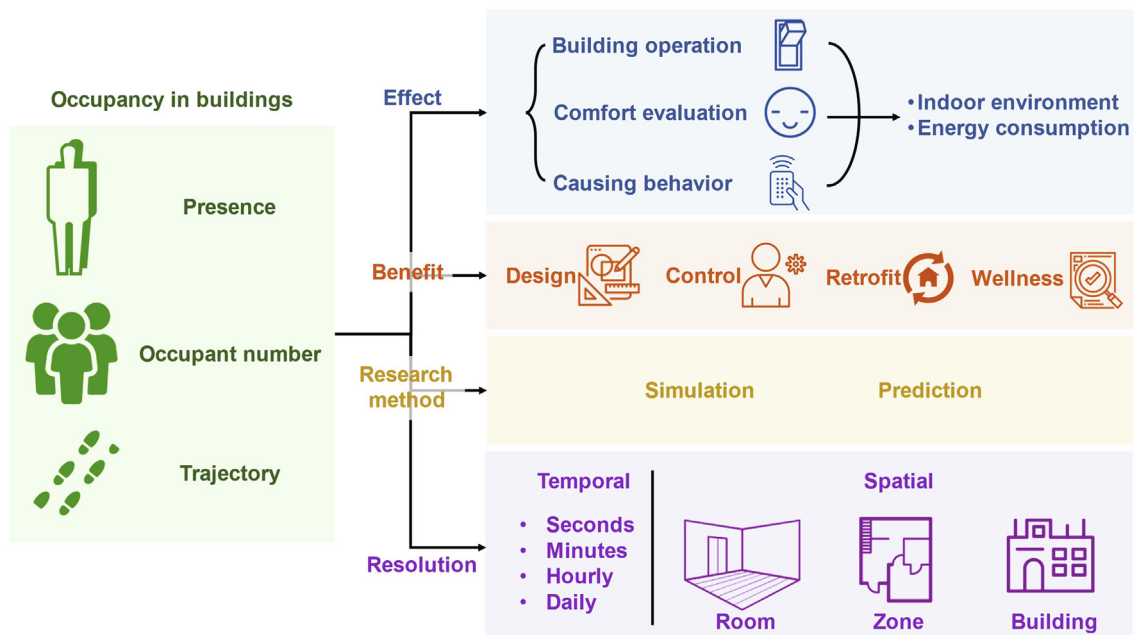 Occupancy in buildings
Presence
Occupant number
Trajectory
Effect
Building operation
Comfort evaluation
Causing behavior
• Indoor environment
• Energy consumption
Benefit
Design
Control
Retrofit
Wellness
Research
method
Simulation
Prediction
Resolution
Temporal
• Seconds
• Minutes
• Hourly
• Daily
Spatial
Room
Zone
Building